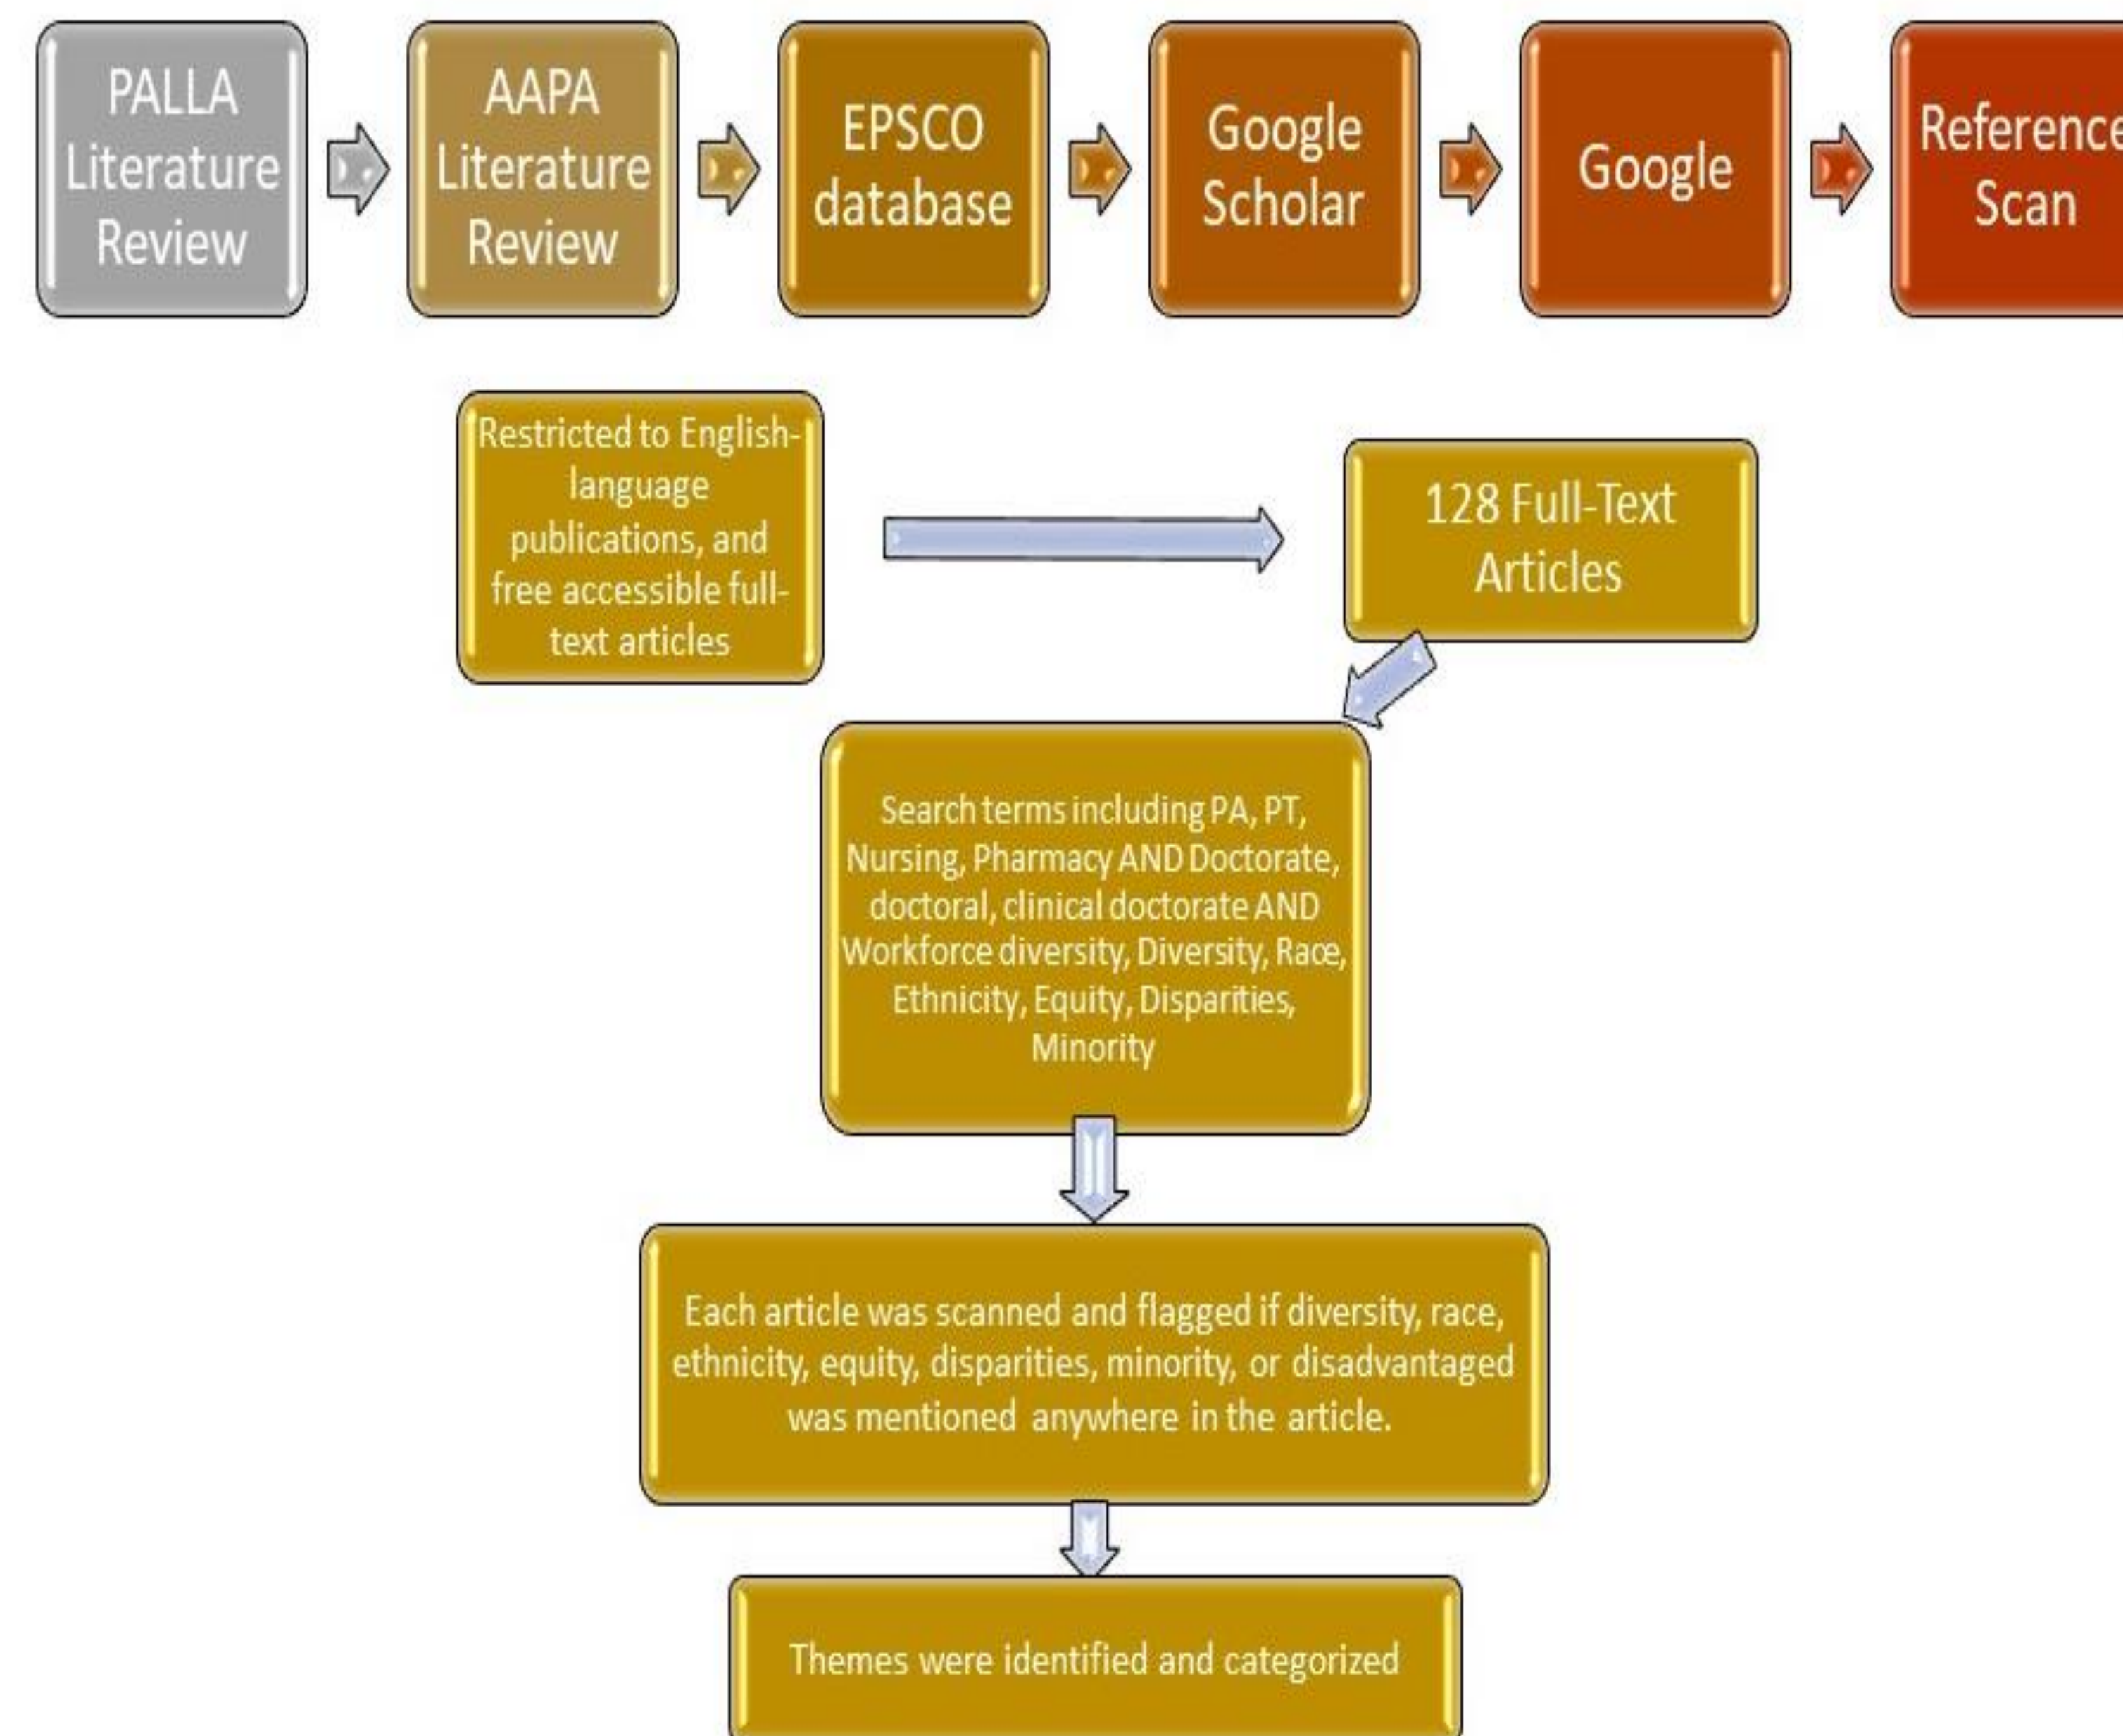 PALLA
Literature
Review
AAPA
Literature
Review
EPSCO
database
Google
Scholar
Google
Reference
Scan
Restricted to English-
language
publications, and
free accessible full-
text articles
128 Full-Text
Articles
Search terms including PA, PT,
Nursing, Pharmacy AND Doctorate,
doctoral, clinical doctorate AND
Workforce diversity, Diversity, Race,
Ethnicity, Equity, Disparities,
Minority
Each article was scanned and flagged if diversity, race,
ethnicity, equity, disparities, minority, or disadvantaged
was mentioned anywhere in the article.
Themes were identified and categorized